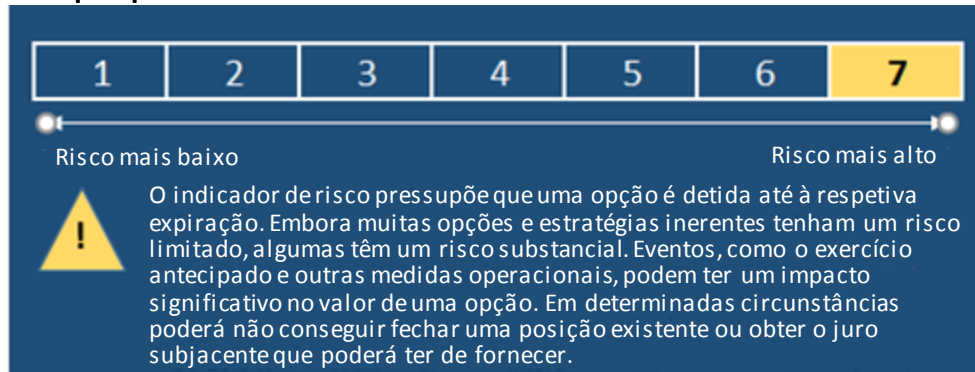 1 2 3 4 5 6 7
Risco mais baixo Risco mais alto
! O indicador de risco pressupõe que uma opção é detida até à respetiva
expiração. Embora muitas opções e estratégias inerentes tenham um risco
limitado, algumas têm um risco substancial. Eventos, como o exercício
antecipado e outras medidas operacionais, podem ter um impacto
significativo no valor de uma opção. Em determinadas circunstâncias
poderá não conseguir fechar uma posição existente ou obter o juro
subjacente que poderá ter de fornecer.